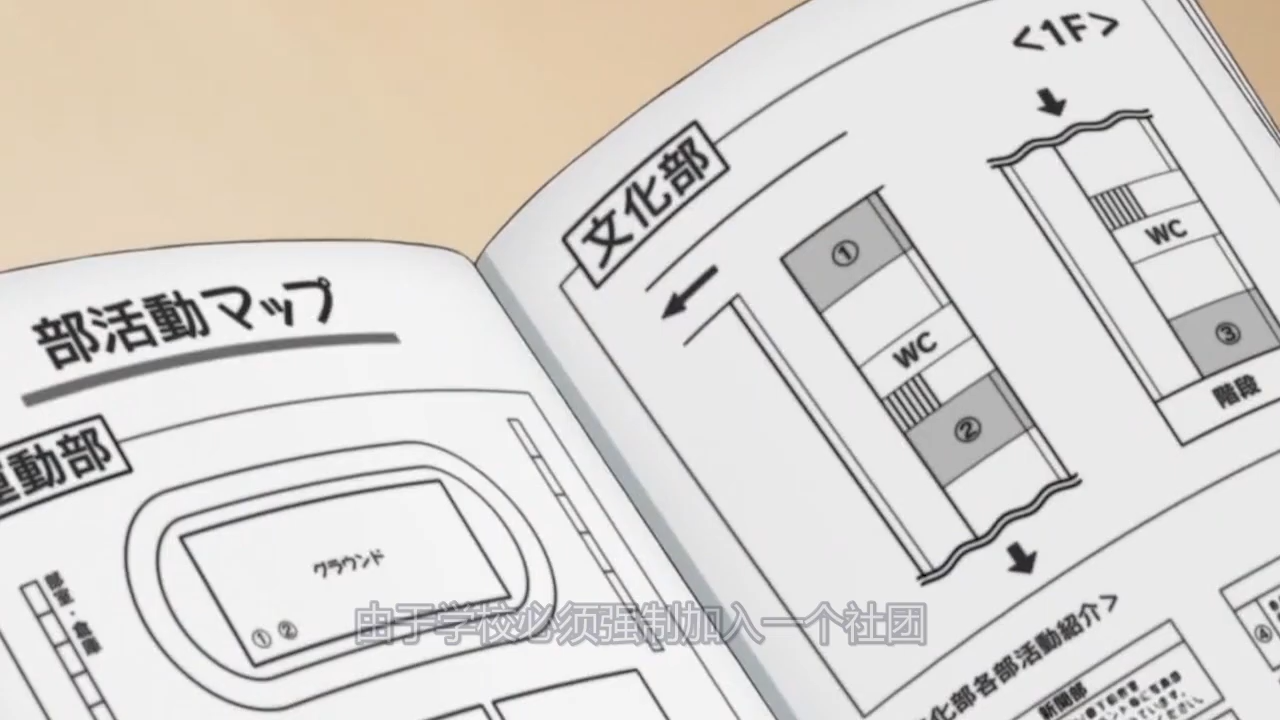 部活動マップ
運動部
グラウンド
① ②
部室・倉庫
文化部
<1F>
①
WC
②
WC
③
階段
化部各部活動紹介>
新聞部
④
由于学校必须强制加入一个社团